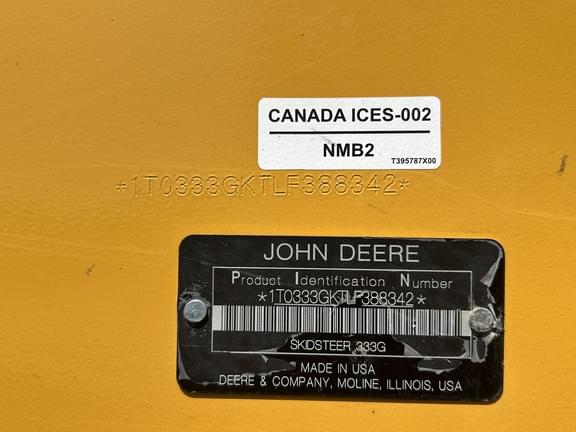 CANADA ICES-002
NMB2
T395787X00
*1T0333GKTLF388342*
JOHN DEERE
Product Identification Number
*1T0333GKTLF388342*
SKIDSTEER 333G
MADE IN USA
DEERE & COMPANY, MOLINE, ILLINOIS, USA